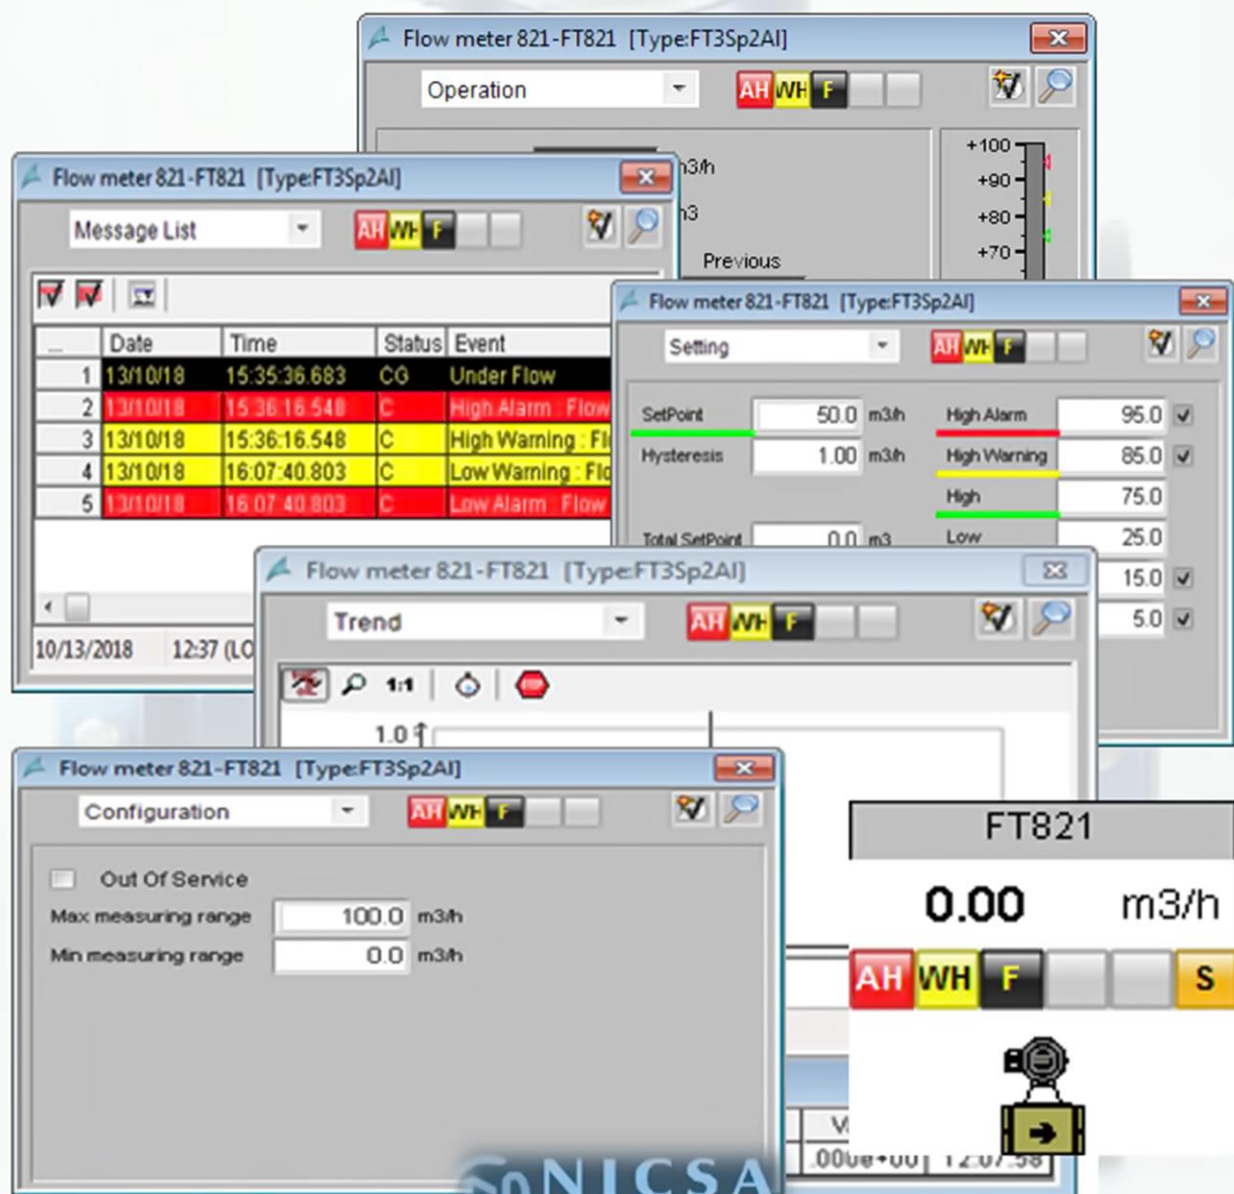 Flow meter 821-FT821 [Type:FT3Sp2AI]
Operation
AH WH F
m3/h
m3
Previous
+100
+90
+80
+70
Flow meter 821-FT821 [Type:FT3Sp2AI]
Message List
AH WH F
... Date Time Status Event
1 13/10/18 15:35:36.683 CG Under Flow
2 13/10/18 15:36:16.548 C High Alarm : Flow
3 13/10/18 15:36:16.548 C High Warning : Flo
4 13/10/18 16:07:40.803 C Low Warning : Flo
5 13/10/18 16:07:40.803 C Low Alarm : Flow
10/13/2018 12:37 (LO
Flow meter 821-FT821 [Type:FT3Sp2AI]
Setting
AH WH F
SetPoint 50.0 m3/h High Alarm 95.0
Hysteresis 1.00 m3/h High Warning 85.0
High 75.0
Total SetPoint 0.0 m3 Low 25.0
15.0
5.0
Flow meter 821-FT821 [Type:FT3Sp2AI]
Trend
AH WH F
1:1
STOP
1.0
Flow meter 821-FT821 [Type:FT3Sp2AI]
Configuration
AH WH F
Out Of Service
Max measuring range 100.0 m3/h
Min measuring range 0.0 m3/h
FT821
0.00 m3/h
AH WH F S
.000e+00 12:07:58
NICSA